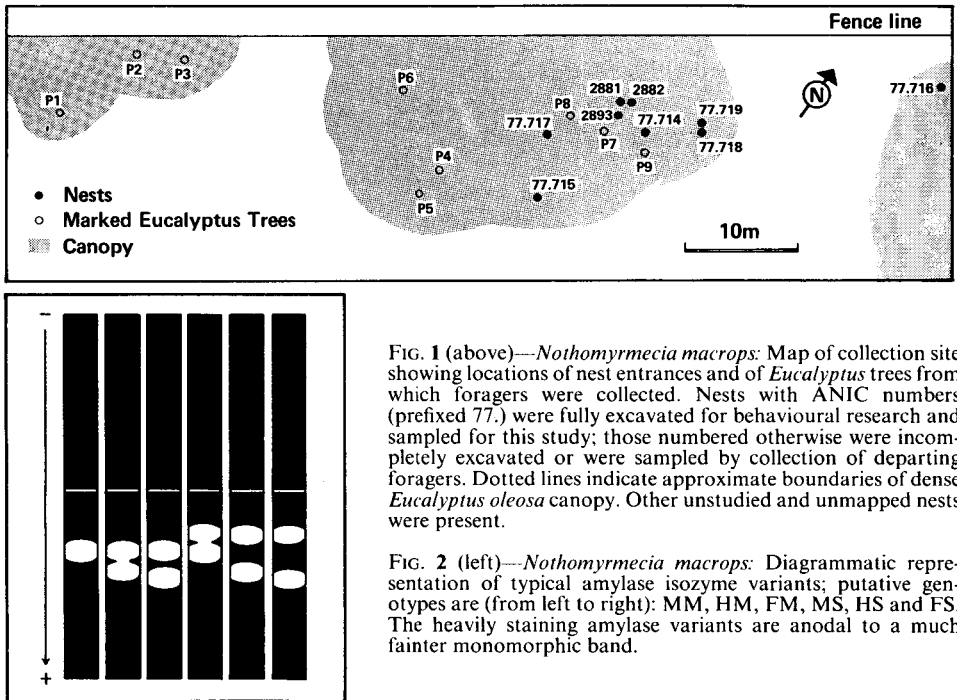 Fence line
P2
P3
P1
P6
P8
2881
2882
2893
77.717
P7
77.714
77.719
77.718
P9
77.716
N
P4
P5
77.715
● Nests
○ Marked Eucalyptus Trees
Canopy
10m
−
+
FIG. 1 (above)—Nothomyrmecia macrops: Map of collection site
showing locations of nest entrances and of Eucalyptus trees from
which foragers were collected. Nests with ANIC numbers
(prefixed 77.) were fully excavated for behavioural research and
sampled for this study; those numbered otherwise were incom-
pletely excavated or were sampled by collection of departing
foragers. Dotted lines indicate approximate boundaries of dense
Eucalyptus oleosa canopy. Other unstudied and unmapped nests
were present.
FIG. 2 (left)—Nothomyrmecia macrops: Diagrammatic repre-
sentation of typical amylase isozyme variants; putative gen-
otypes are (from left to right): MM, HM, FM, MS, HS and FS.
The heavily staining amylase variants are anodal to a much
fainter monomorphic band.